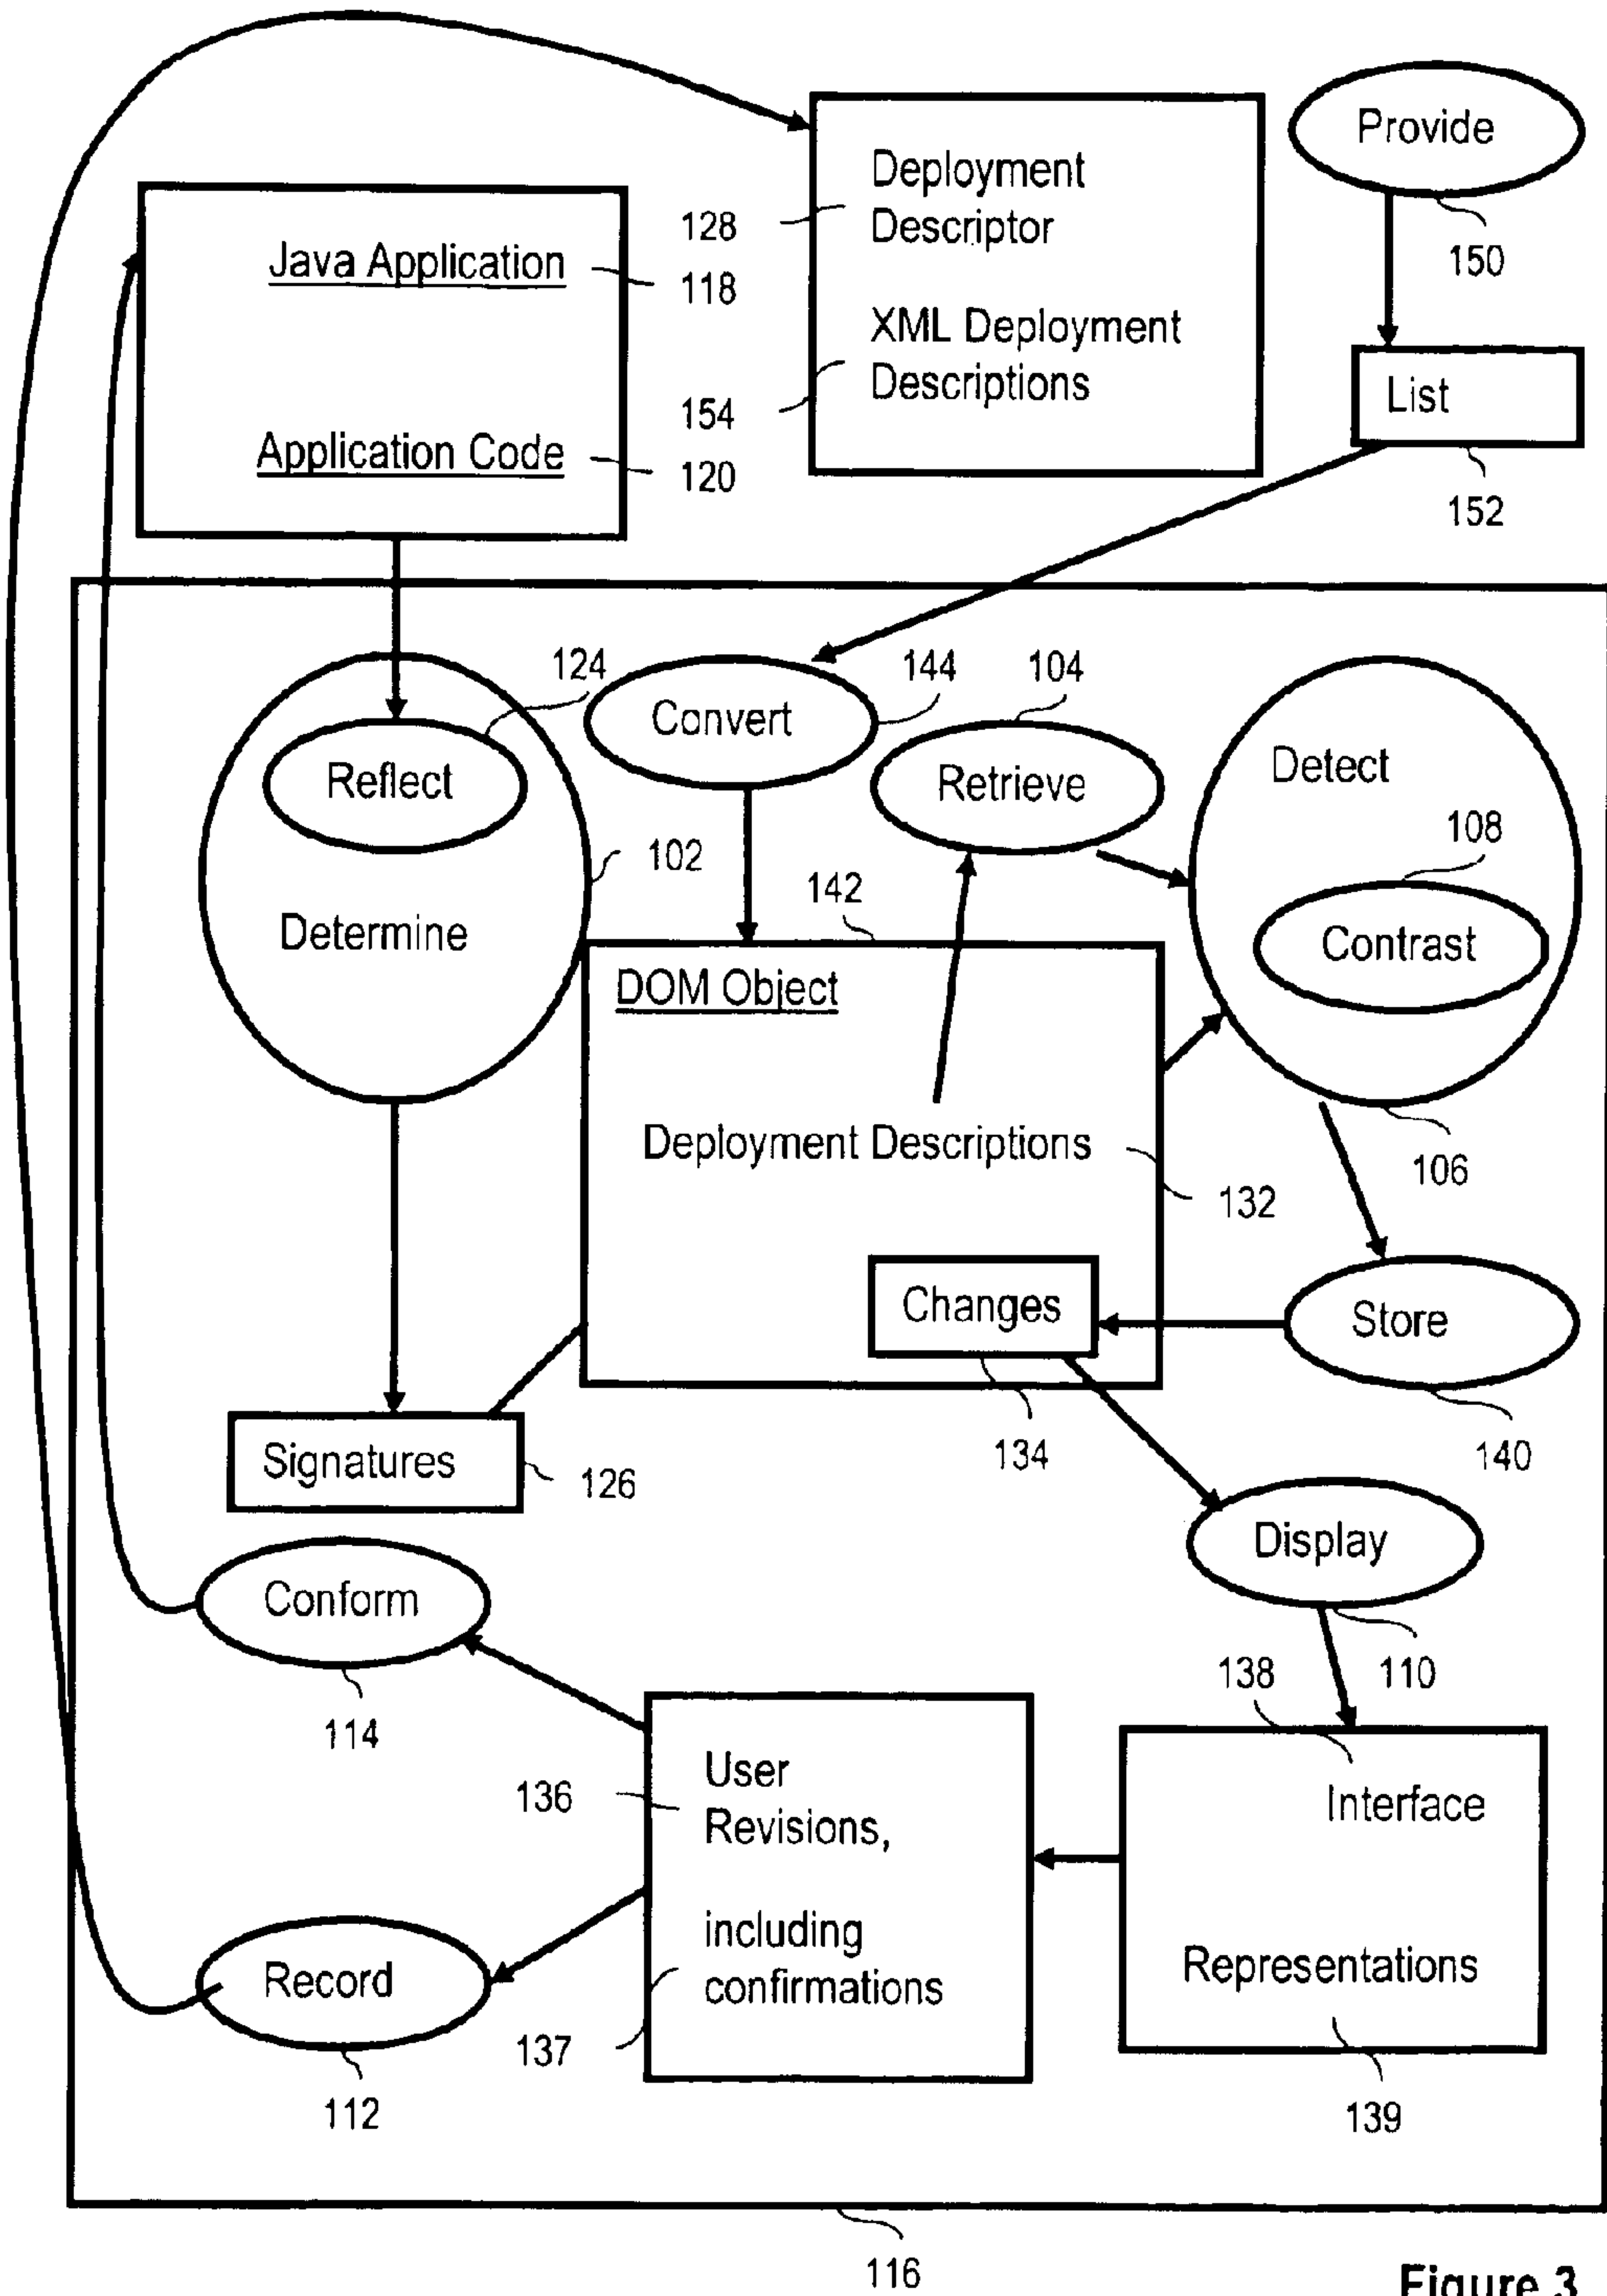 Provide
150
Deployment
Descriptor
128
XML Deployment
Descriptions
154
Java Application
118
Application Code
120
List
152
124
Reflect
Determine
102
Convert
144
104
Retrieve
Detect
108
Contrast
106
142
DOM Object
Deployment Descriptions
132
Changes
134
Store
140
Signatures
126
Display
110
Conform
114
138
Interface
Representations
139
136
User
Revisions,
including
confirmations
137
Record
112
116
Figure 3